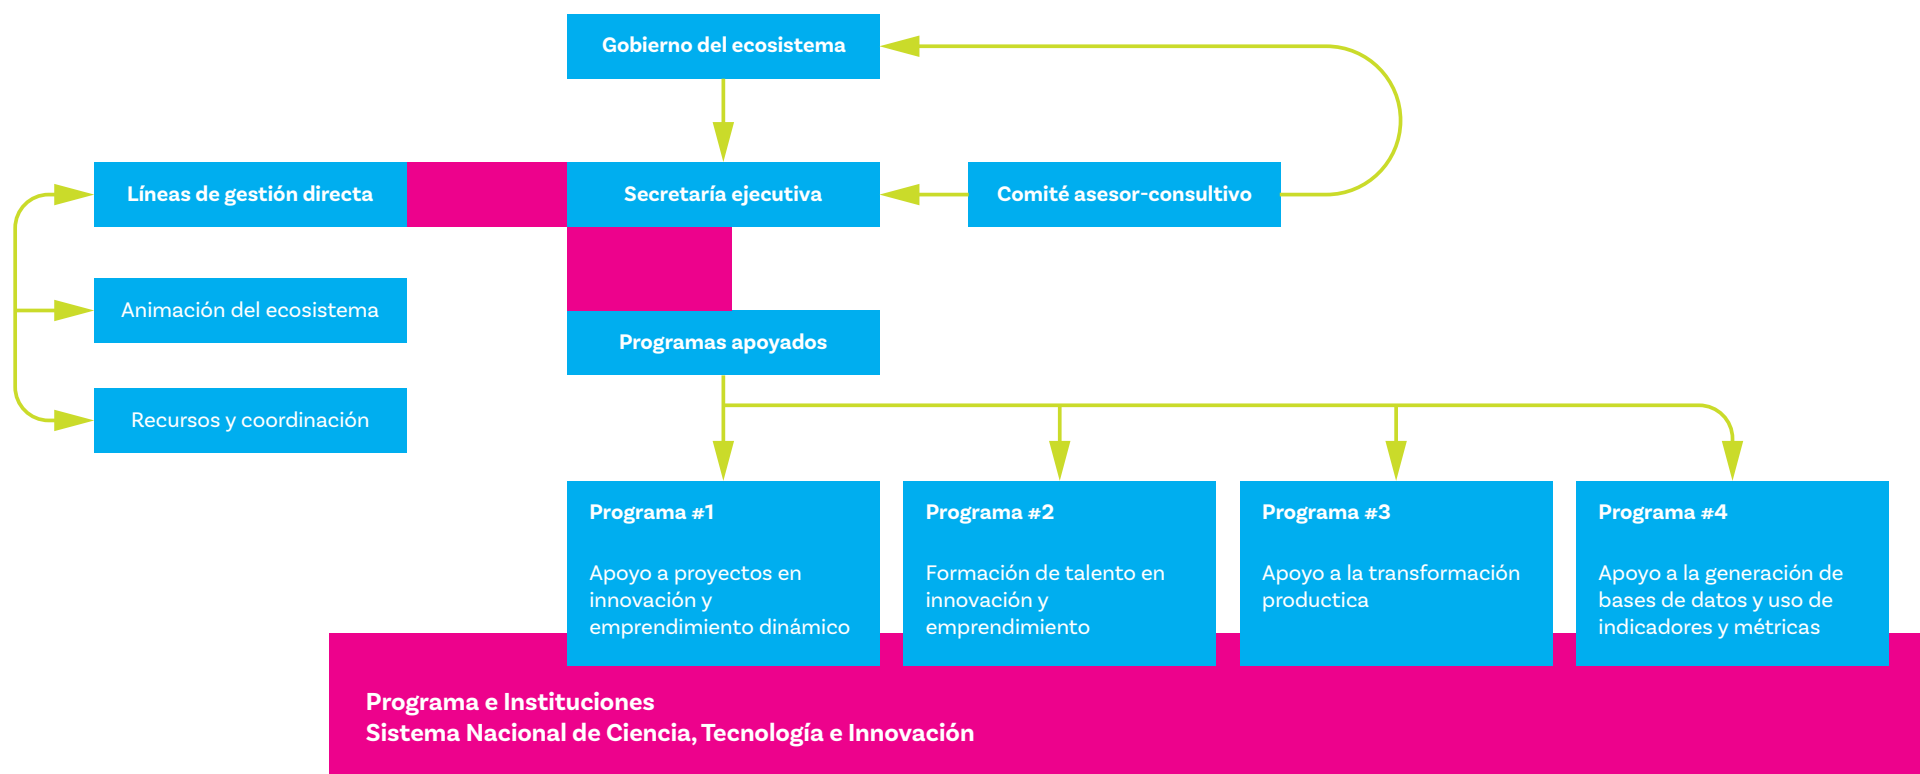 Gobierno del ecosistema
Líneas de gestión directa
Secretaría ejecutiva
Comité asesor-consultivo
Animación del ecosistema
Recursos y coordinación
Programas apoyados
Programa #1
Apoyo a proyectos en
innovación y
emprendimiento dinámico
Programa #2
Formación de talento en
innovación y
emprendimiento
Programa #3
Apoyo a la transformación
productica
Programa #4
Apoyo a la generación de
bases de datos y uso de
indicadores y métricas
Programa e Instituciones
Sistema Nacional de Ciencia, Tecnología e Innovación